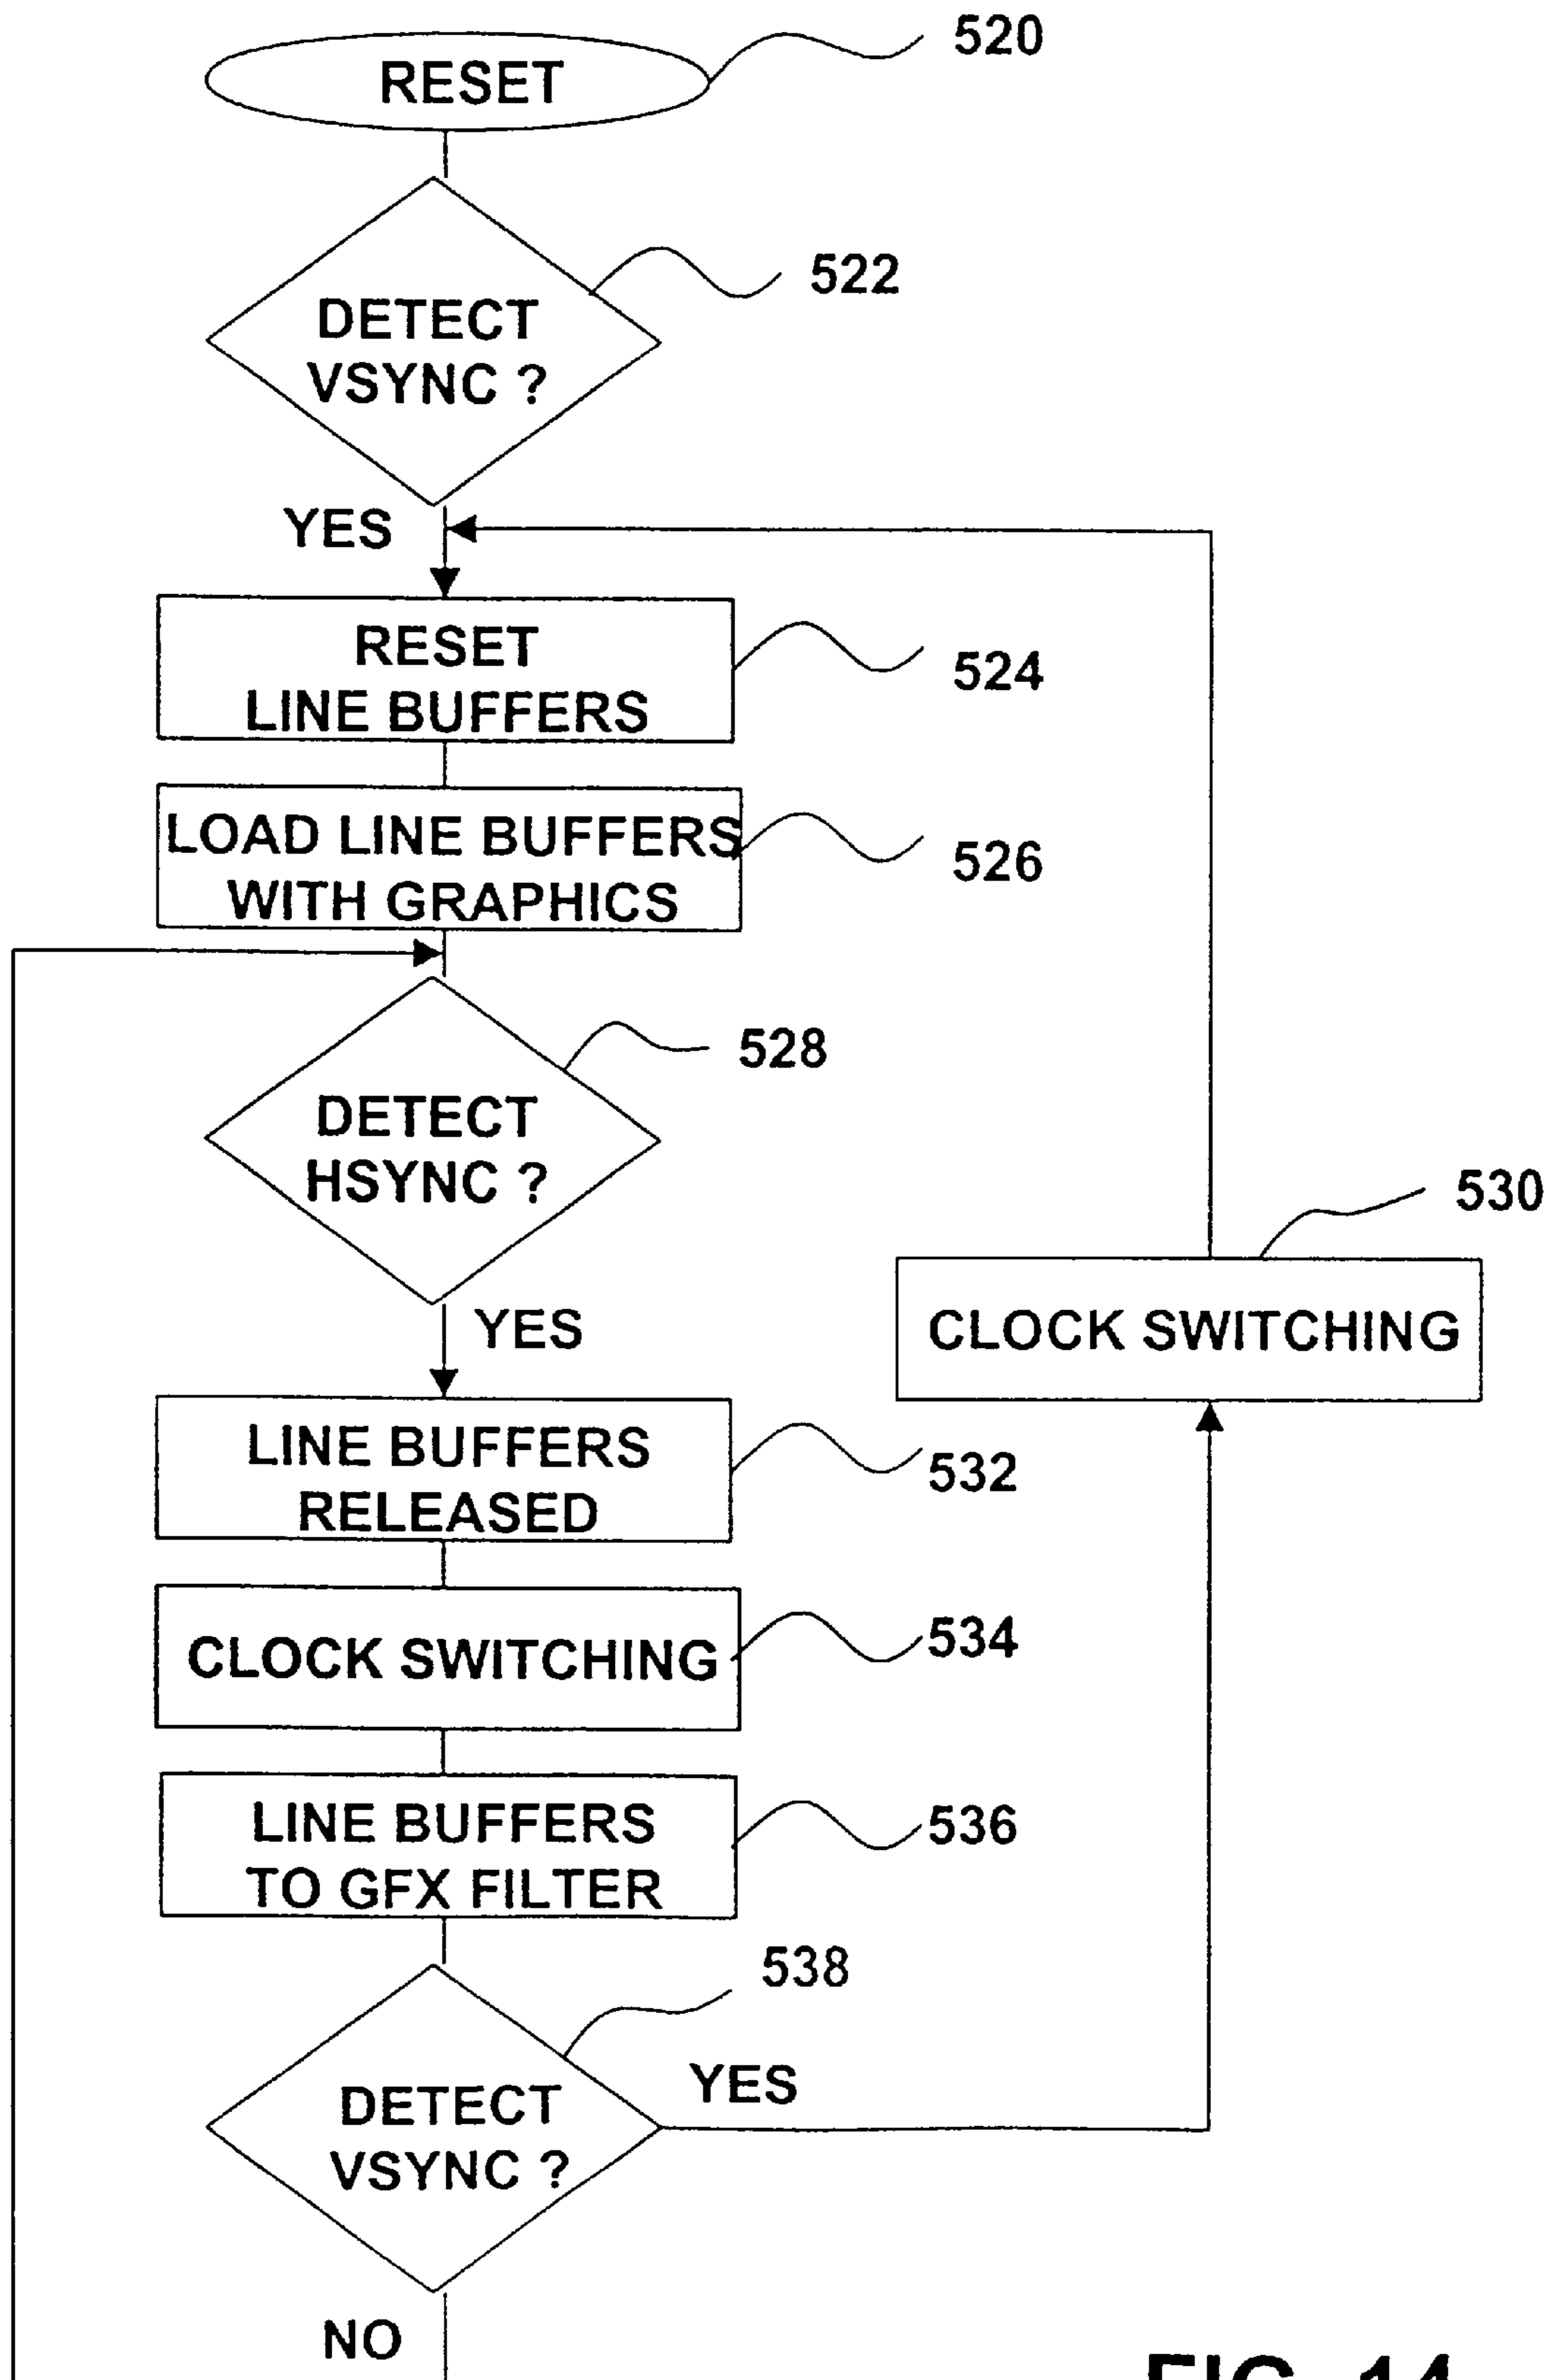 RESET
520
DETECT
VSYNC ?
522
YES
RESET
LINE BUFFERS
524
LOAD LINE BUFFERS
WITH GRAPHICS
526
DETECT
HSYNC ?
528
YES
530
CLOCK SWITCHING
LINE BUFFERS
RELEASED
532
CLOCK SWITCHING
534
LINE BUFFERS
TO GFX FILTER
536
538
DETECT
VSYNC ?
YES
NO
FIG. 14